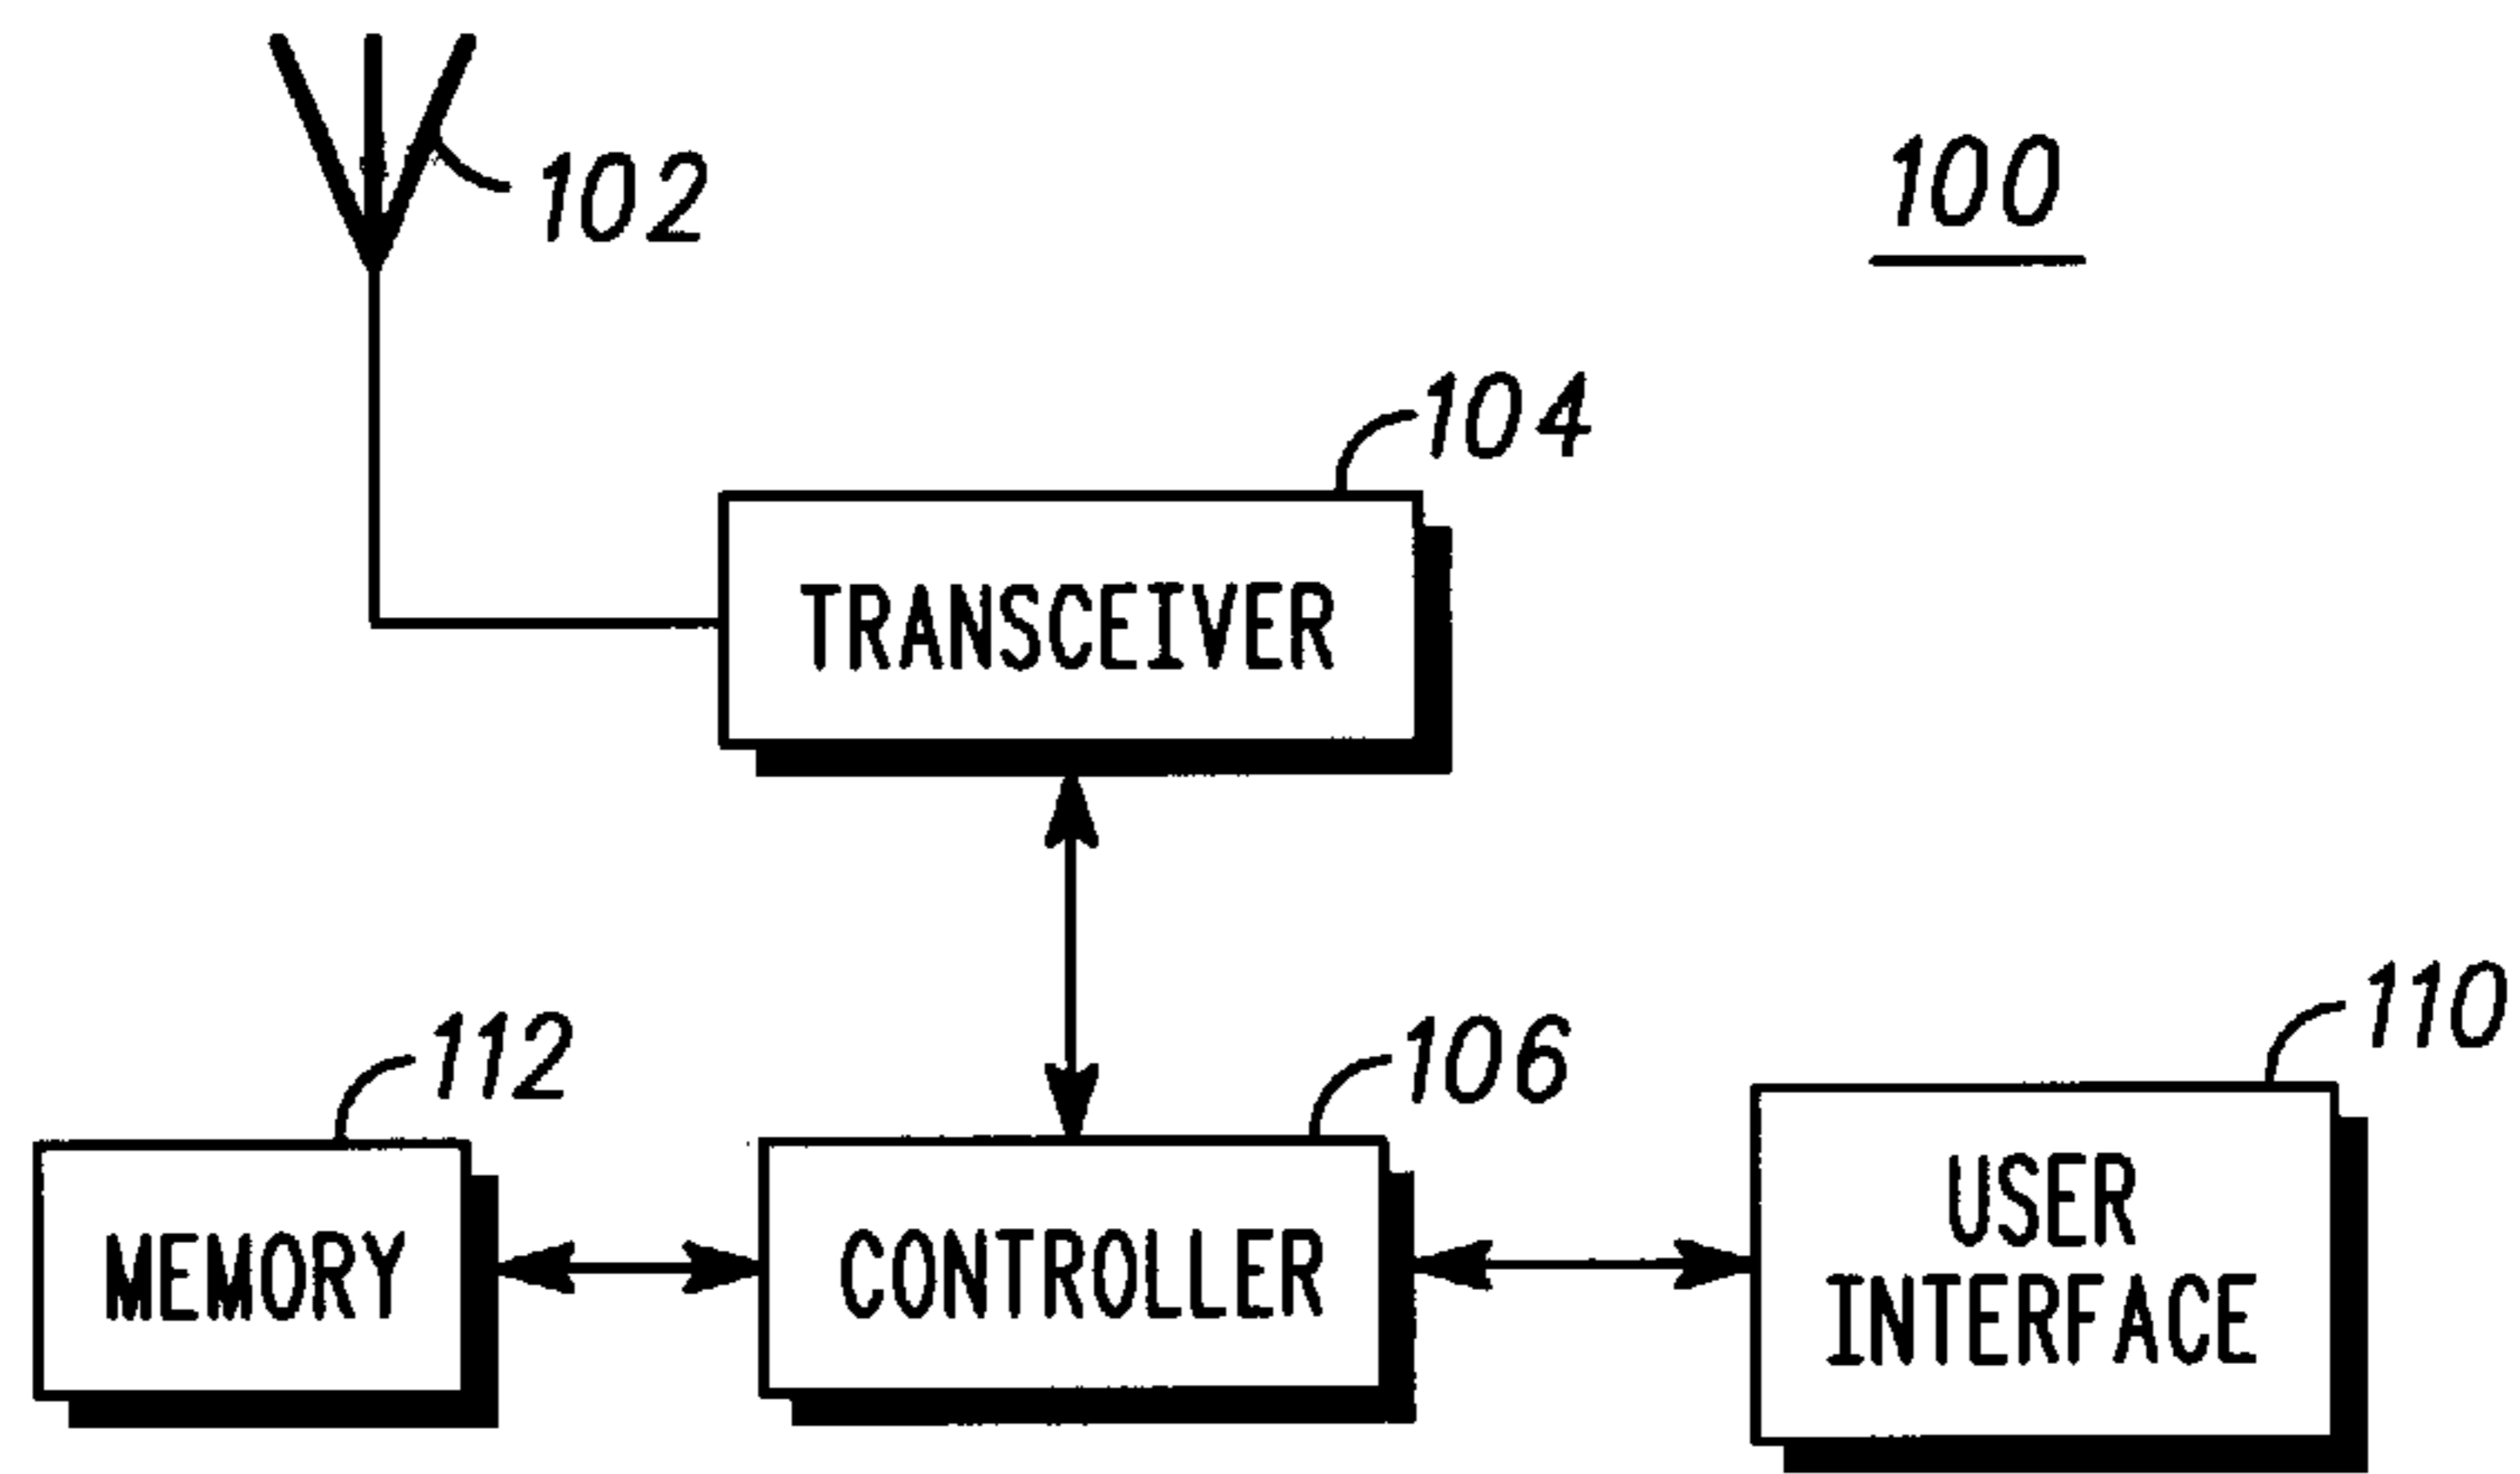 102
100
104
TRANSCEIVER
112
106
110
MEMORY
CONTROLLER
USER
INTERFACE